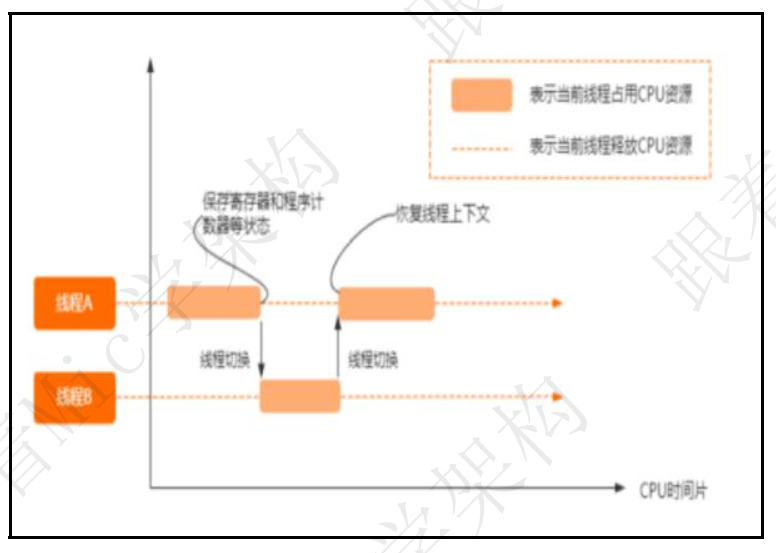 表示当前线程占用CPU资源
表示当前线程释放CPU资源
保存寄存器和程序计
数器等状态
恢复线程上下文
线程A
线程切换
线程切换
线程B
CPU时间片
跟着
着Mic学架构
学架构
跟